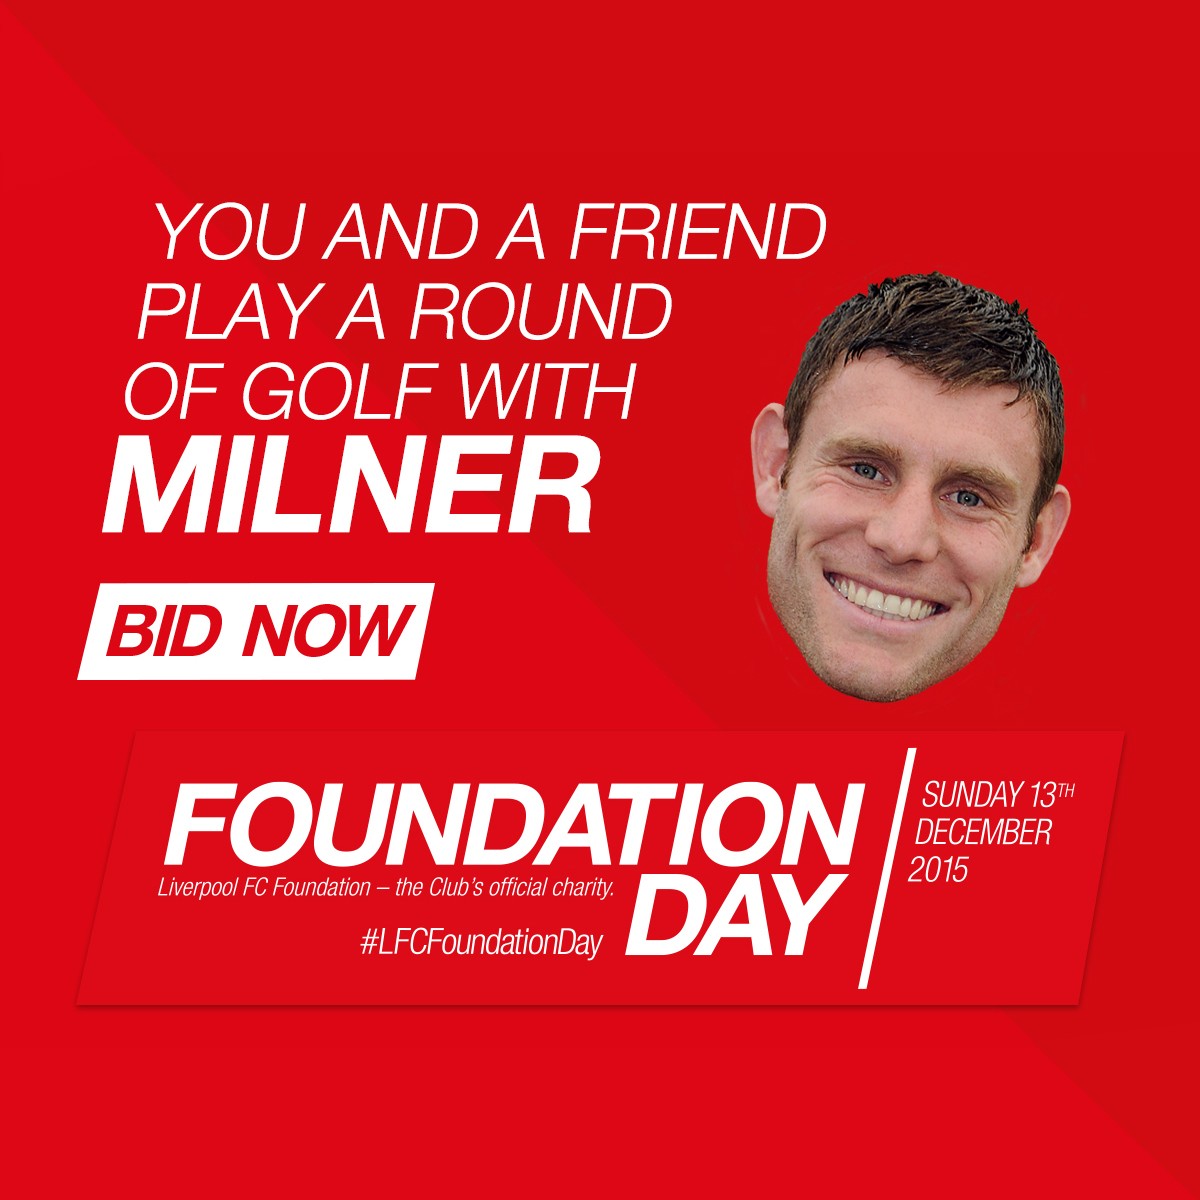 YOU AND A FRIEND
PLAY A ROUND
OF GOLF WITH
MILNER
BID NOW
FOUNDATION
DAY
Liverpool FC Foundation – the Club's official charity.
#LFCFoundationDay
SUNDAY 13TH
DECEMBER
2015